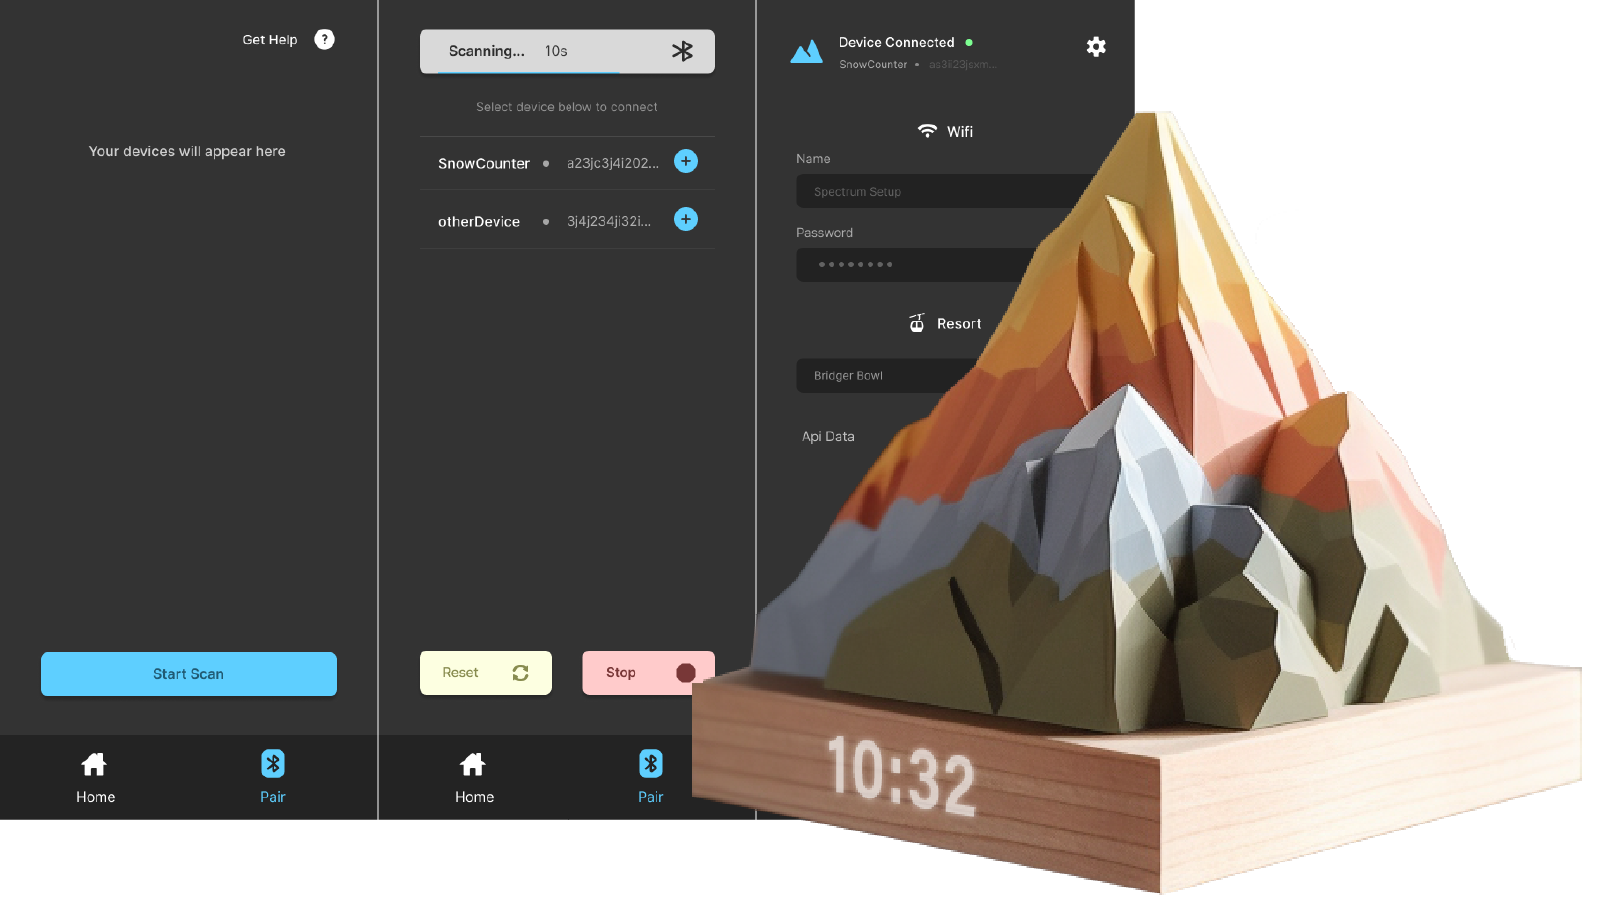 Get Help ?
Your devices will appear here
Start Scan
Home
Pair
Scanning... 10s
Select device below to connect
SnowCounter • a23jc3j4i202...
otherDevice • 3j4j234ji32i...
Reset
Stop
Home
Pair
Device Connected
SnowCounter •
Wifi
Name
Spectrum Setup
Password
Resort
Bridger Bowl
Api Data
10:32